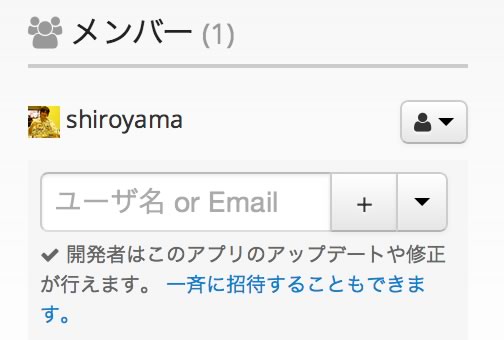 メンバー (1)
shiroyama
ユーザ名 or Email
+
開発者はこのアプリのアップデートや修正
が行えます。 一斉に招待することもできま
す。